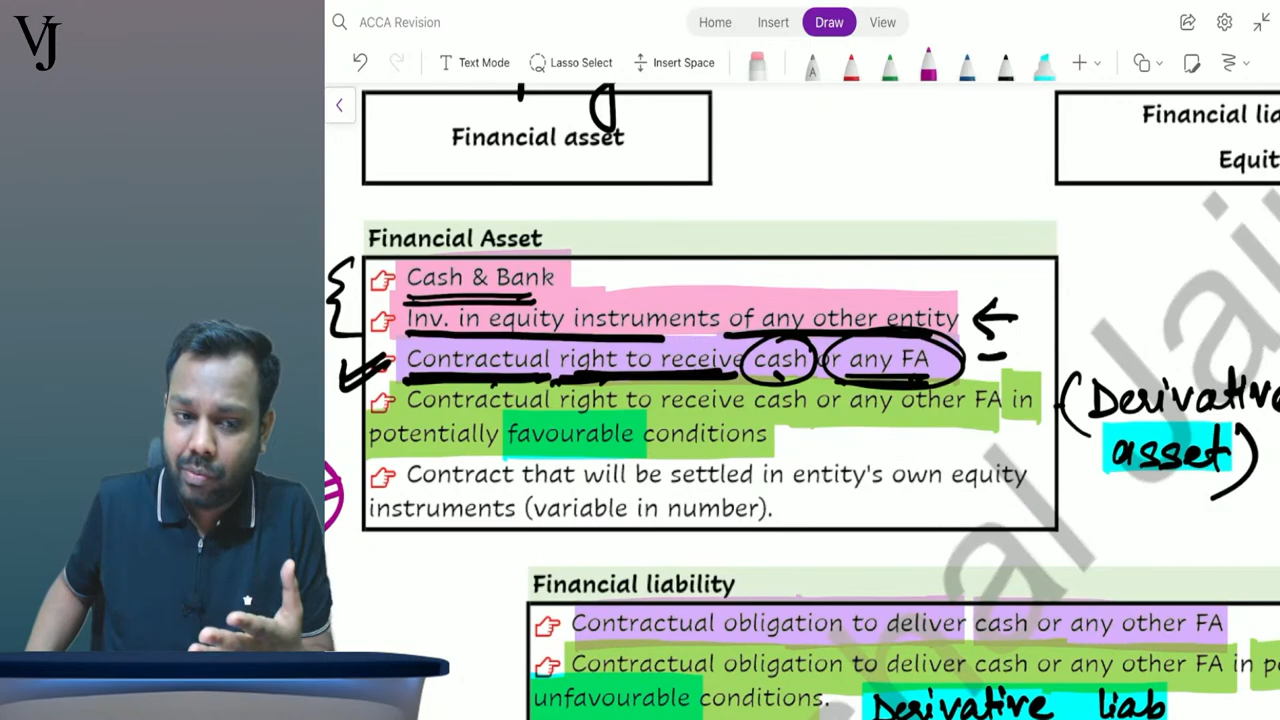 VJ
ACCA Revision
Home Insert Draw View
Text Mode Lasso Select Insert Space
Financial asset
Financial lia
Equit
Financial Asset
Cash & Bank
Inv. in equity instruments of any other entity
Contractual right to receive cash or any FA
Contractual right to receive cash or any other FA in
potentially favourable conditions
(Derivative
asset)
Contract that will be settled in entity's own equity
instruments (variable in number).
Financial liability
Contractual obligation to deliver cash or any other FA
Contractual obligation to deliver cash or any other FA in po
unfavourable conditions.
Derivative liab